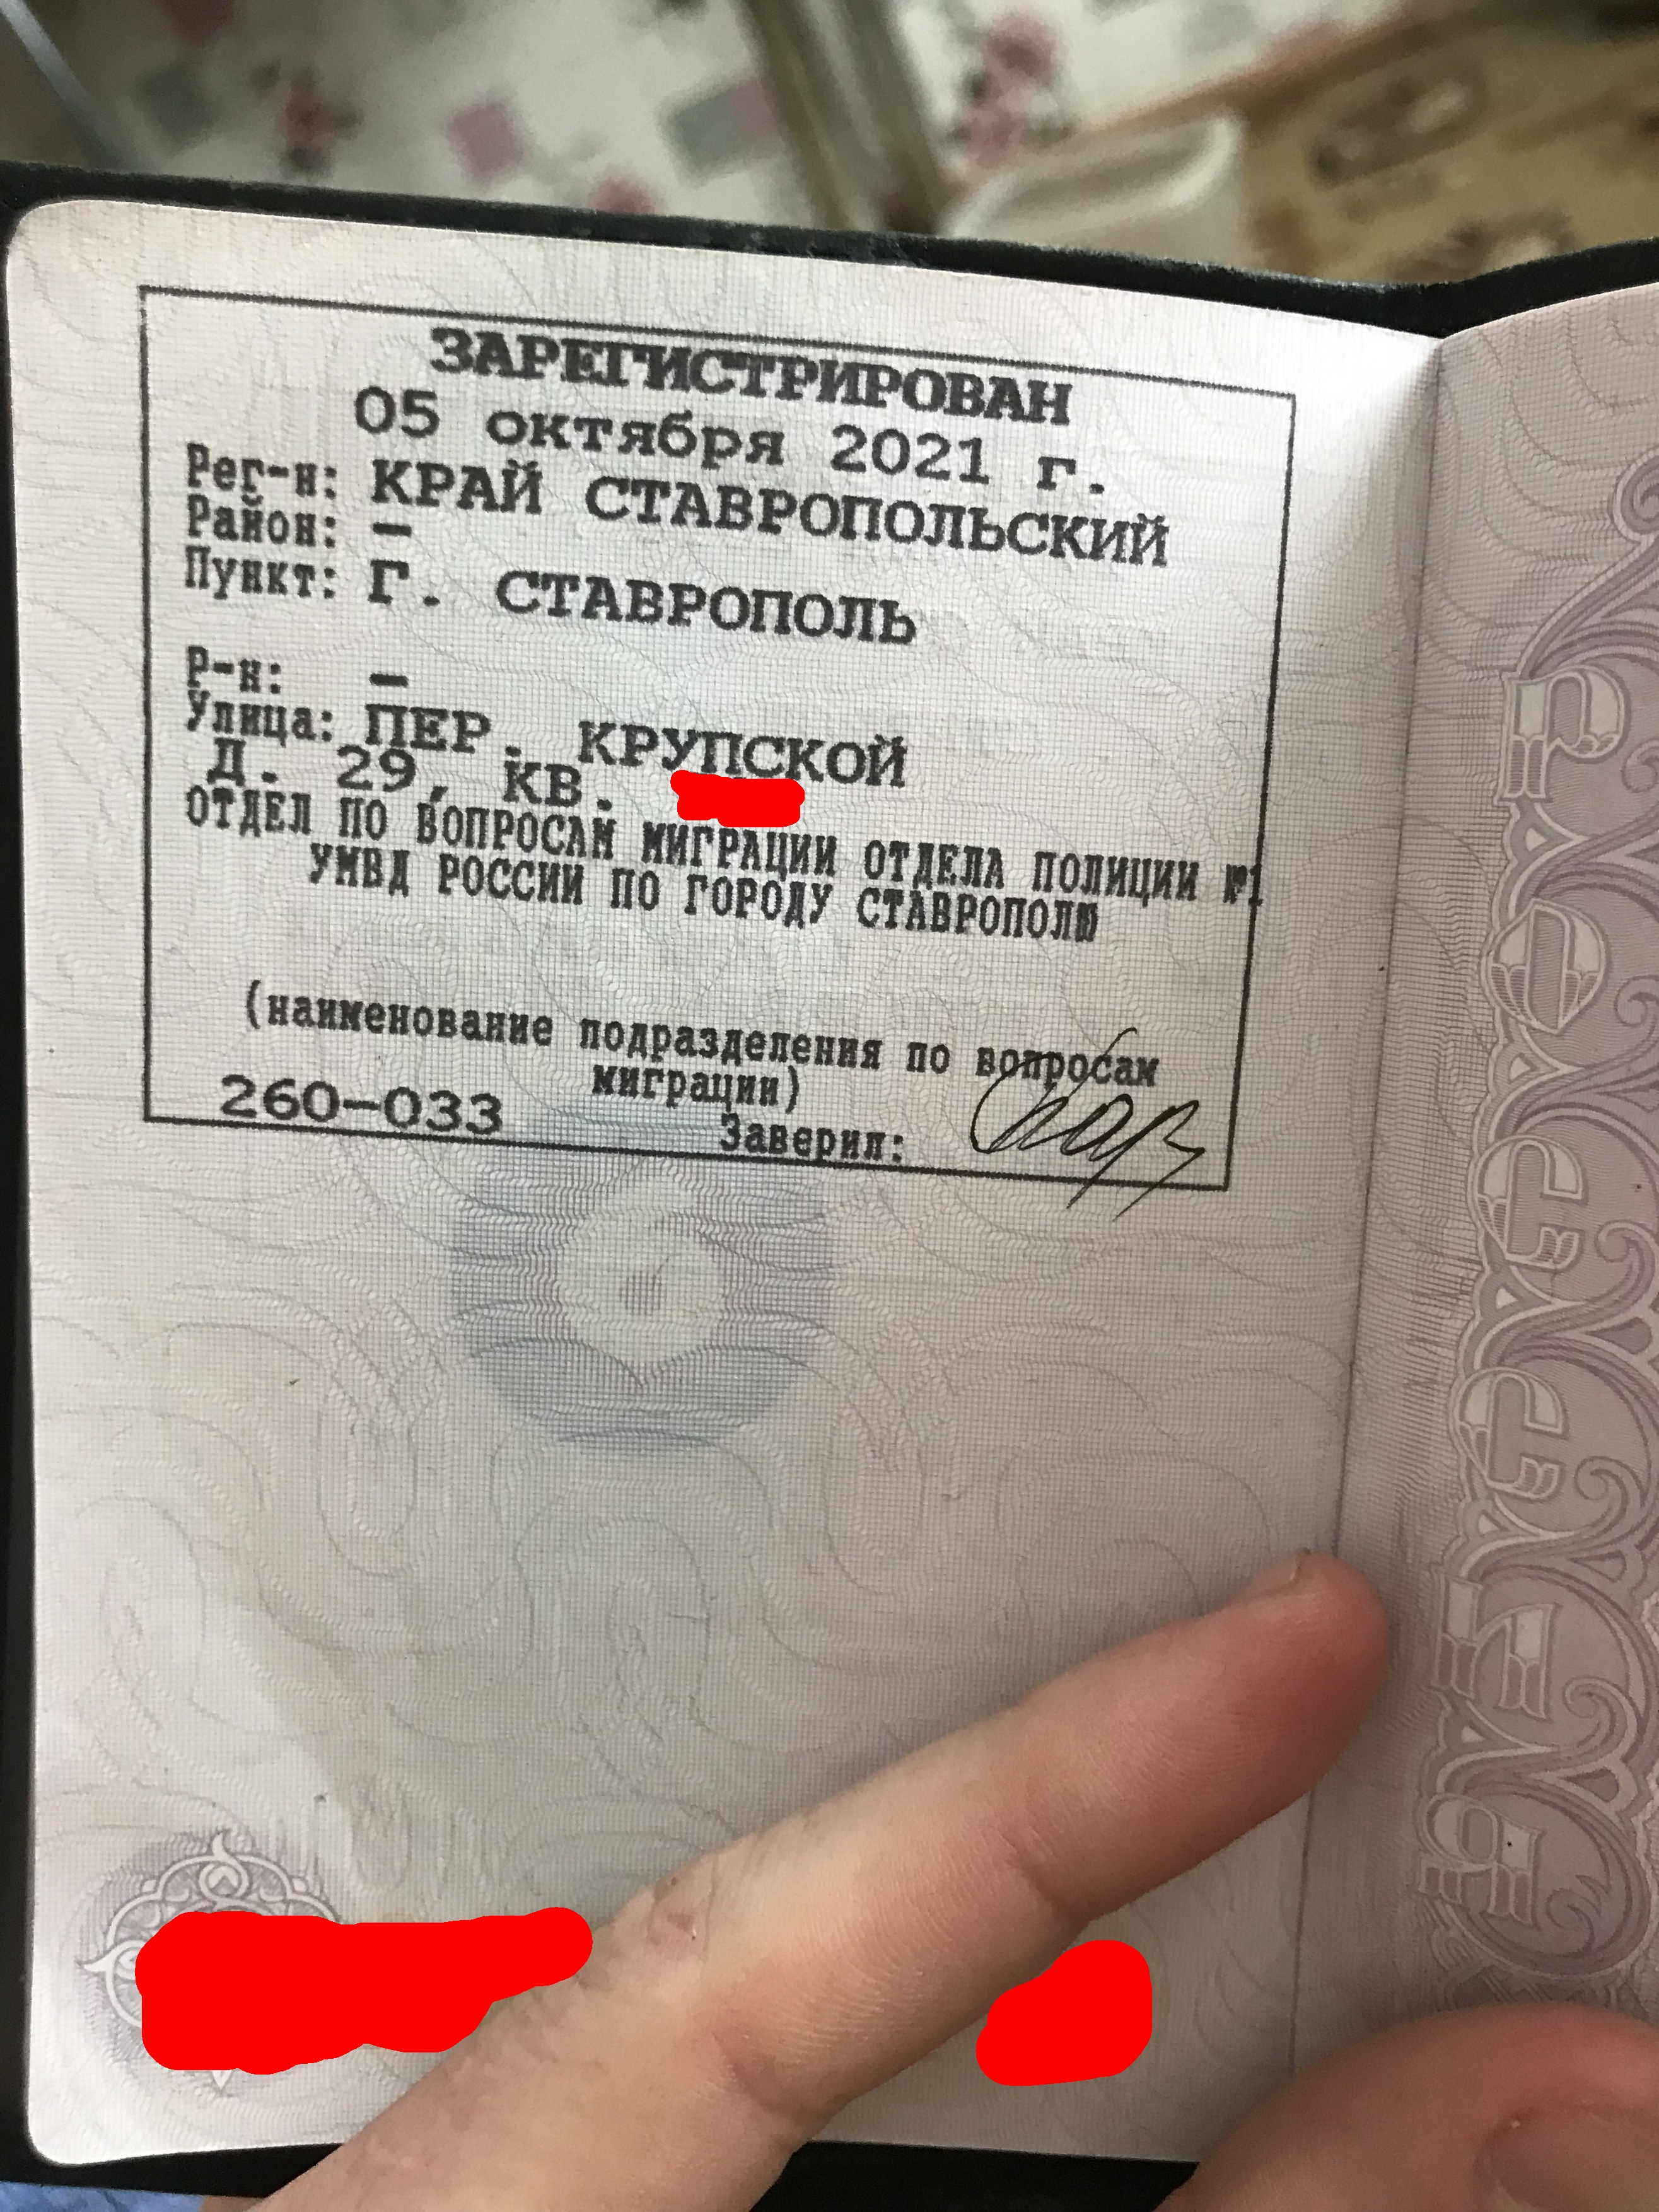 ЗАРЕГИСТРИРОВАН
05 октября 2021 г.
Рег-н: КРАЙ СТАВРОПОЛЬСКИЙ
Район: –
Пункт: Г. СТАВРОПОЛЬ
Р-н: –
Улица: ПЕР. КРУПСКОЙ
Д. 29, КВ.
ОТДЕЛ ПО ВОПРОСАМ МИГРАЦИИ ОТДЕЛА ПОЛИЦИИ №1
УМВД РОССИИ ПО ГОРОДУ СТАВРОПОЛЮ
(наименование подразделения по вопросам
миграции)
260-033
Заверил: